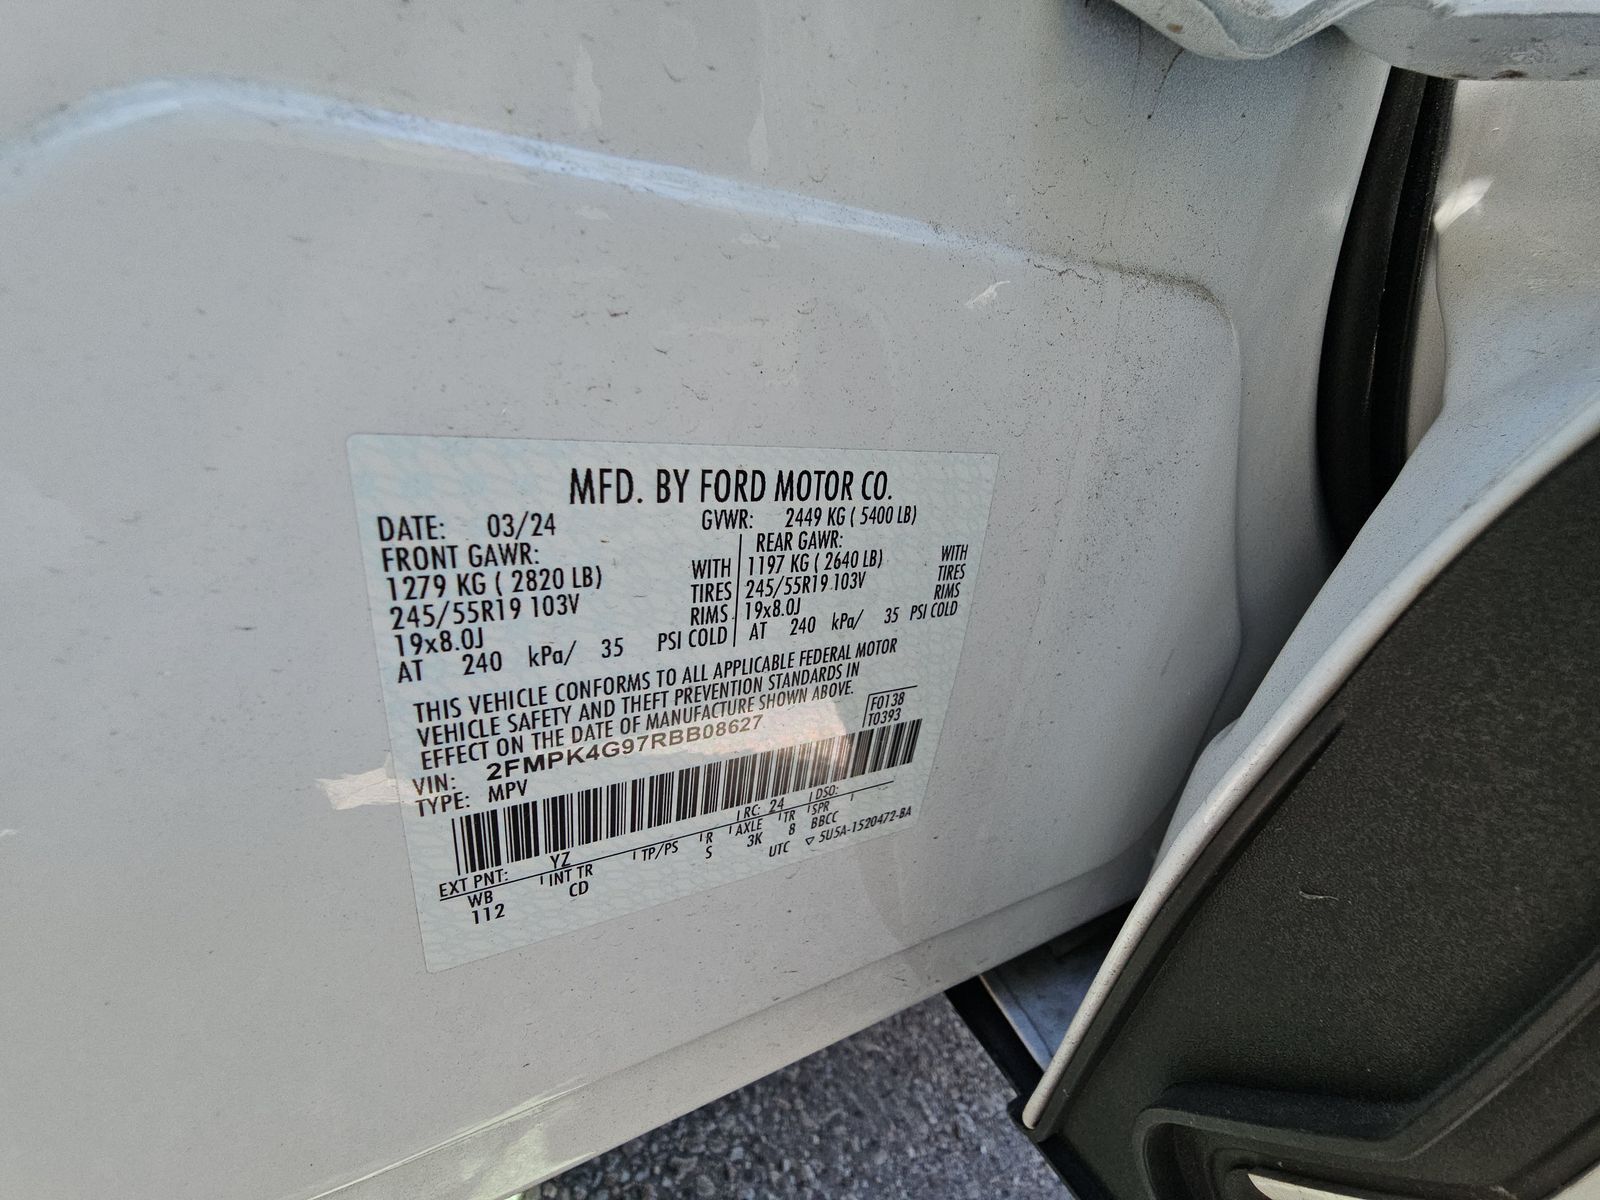 MFD. BY FORD MOTOR CO.
DATE: 03/24 GVWR: 2449 KG ( 5400 LB)
FRONT GAWR: REAR GAWR:
1279 KG ( 2820 LB) WITH 1197 KG ( 2640 LB) WITH
245/55R19 103V TIRES 245/55R19 103V TIRES
19x8.0J RIMS 19x8.0J RIMS
AT 240 kPa/ 35 PSI COLD AT 240 kPa/ 35 PSI COLD
THIS VEHICLE CONFORMS TO ALL APPLICABLE FEDERAL MOTOR
VEHICLE SAFETY AND THEFT PREVENTION STANDARDS IN
EFFECT ON THE DATE OF MANUFACTURE SHOWN ABOVE.
F0138
VIN: 2FMPK4G97RBB08627 T0393
TYPE: MPV
EXT PNT: YZ RC: 24 DSO:
WB INT TR TP/PS R AXLE TR SPR
112 CD S 3K 8 BBCC
UTC ▽ 5U5A-1520472-BA